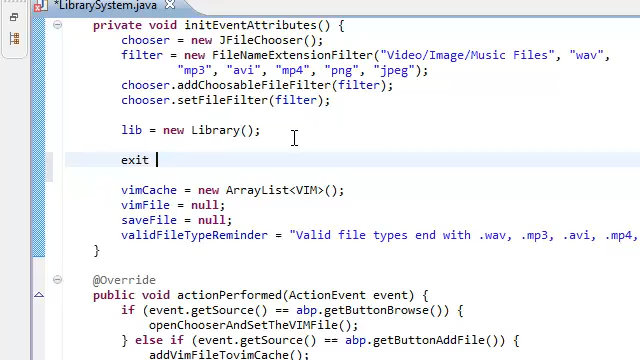 *LibrarySystem.java
private void initEventAttributes() {
chooser = new JFileChooser();
filter = new FileNameExtensionFilter("Video/Image/Music Files", "wav",
"mp3", "avi", "mp4", "png", "jpeg");
chooser.addChoosableFileFilter(filter);
chooser.setFileFilter(filter);
lib = new Library();
exit
vimCache = new ArrayList<VIM>();
vimFile = null;
saveFile = null;
validFileTypeReminder = "Valid file types end with .wav, .mp3, .avi, .mp4,
}
@Override
public void actionPerformed(ActionEvent event) {
if (event.getSource() == abp.getButtonBrowse()) {
openChooserAndSetTheVIMFile();
} else if (event.getSource() == abp.getButtonAddFile()) {
addVimFileTovimCache();